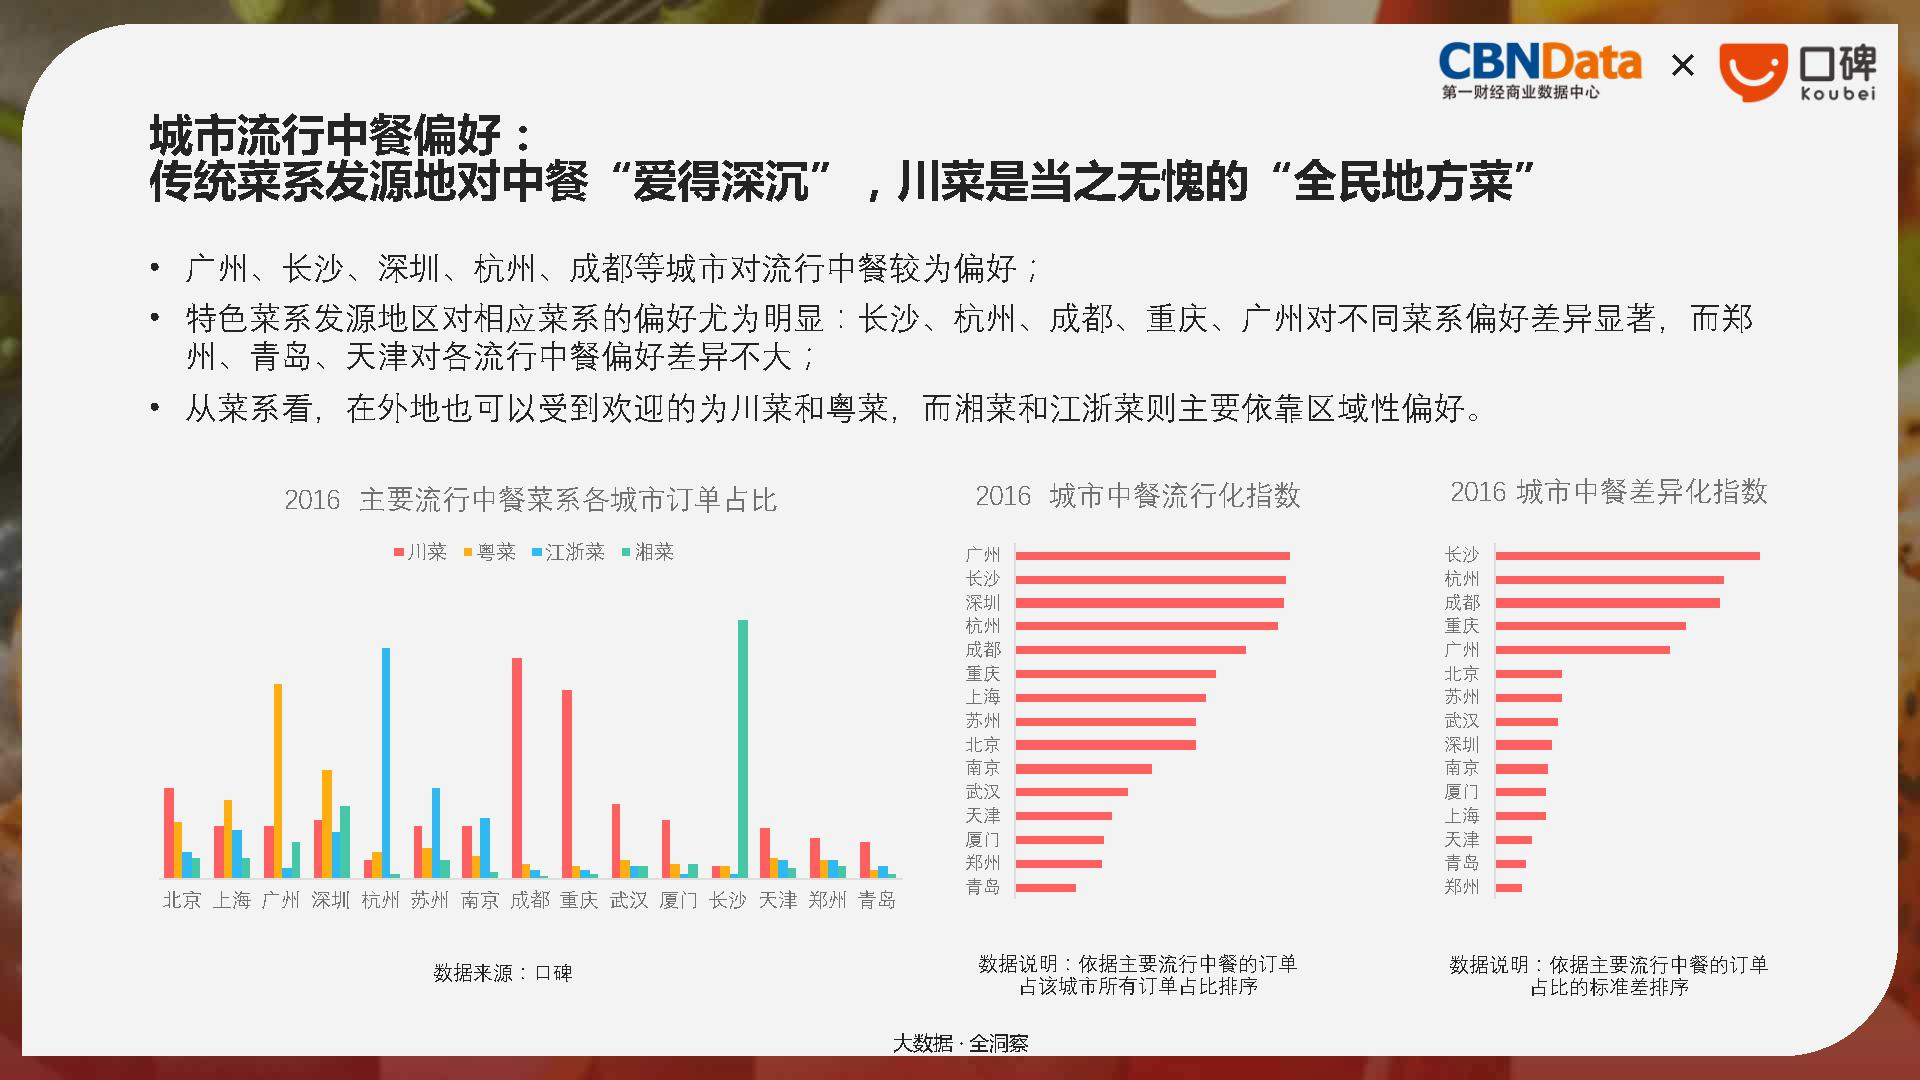 CBNData
第一财经商业数据中心
×
口碑
Koubei
城市流行中餐偏好：
传统菜系发源地对中餐“爱得深沉”，川菜是当之无愧的“全民地方菜”
• 广州、长沙、深圳、杭州、成都等城市对流行中餐较为偏好；
• 特色菜系发源地区对相应菜系的偏好尤为明显：长沙、杭州、成都、重庆、广州对不同菜系偏好差异显著，而郑
州、青岛、天津对各流行中餐偏好差异不大；
• 从菜系看，在外地也可以受到欢迎的为川菜和粤菜，而湘菜和江浙菜则主要依靠区域性偏好。
2016 主要流行中餐菜系各城市订单占比
川菜 粤菜 江浙菜 湘菜
北京 上海 广州 深圳 杭州 苏州 南京 成都 重庆 武汉 厦门 长沙 天津 郑州 青岛
数据来源：口碑
2016 城市中餐流行化指数
广州
长沙
深圳
杭州
成都
重庆
上海
苏州
北京
南京
武汉
天津
厦门
郑州
青岛
数据说明：依据主要流行中餐的订单
占该城市所有订单占比排序
2016 城市中餐差异化指数
长沙
杭州
成都
重庆
广州
北京
苏州
武汉
深圳
南京
厦门
上海
天津
青岛
郑州
数据说明：依据主要流行中餐的订单
占比的标准差排序
大数据·全洞察